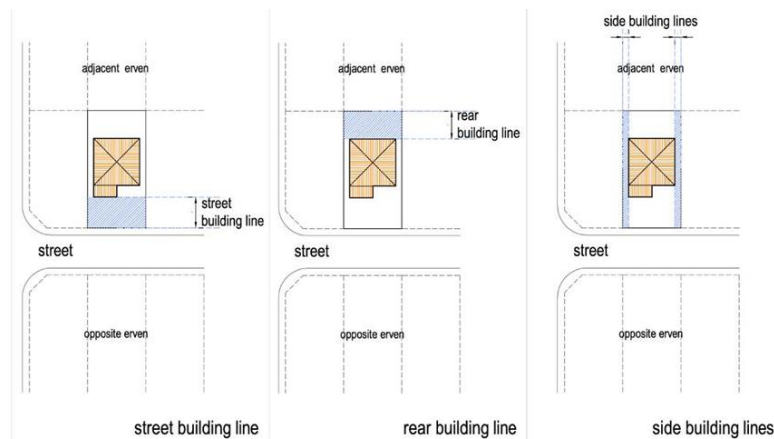 adjacent erven
street
building line
street
opposite erven
street building line
adjacent erven
rear
building line
street
opposite erven
rear building line
side building lines
adjacent erven
street
opposite erven
side building lines